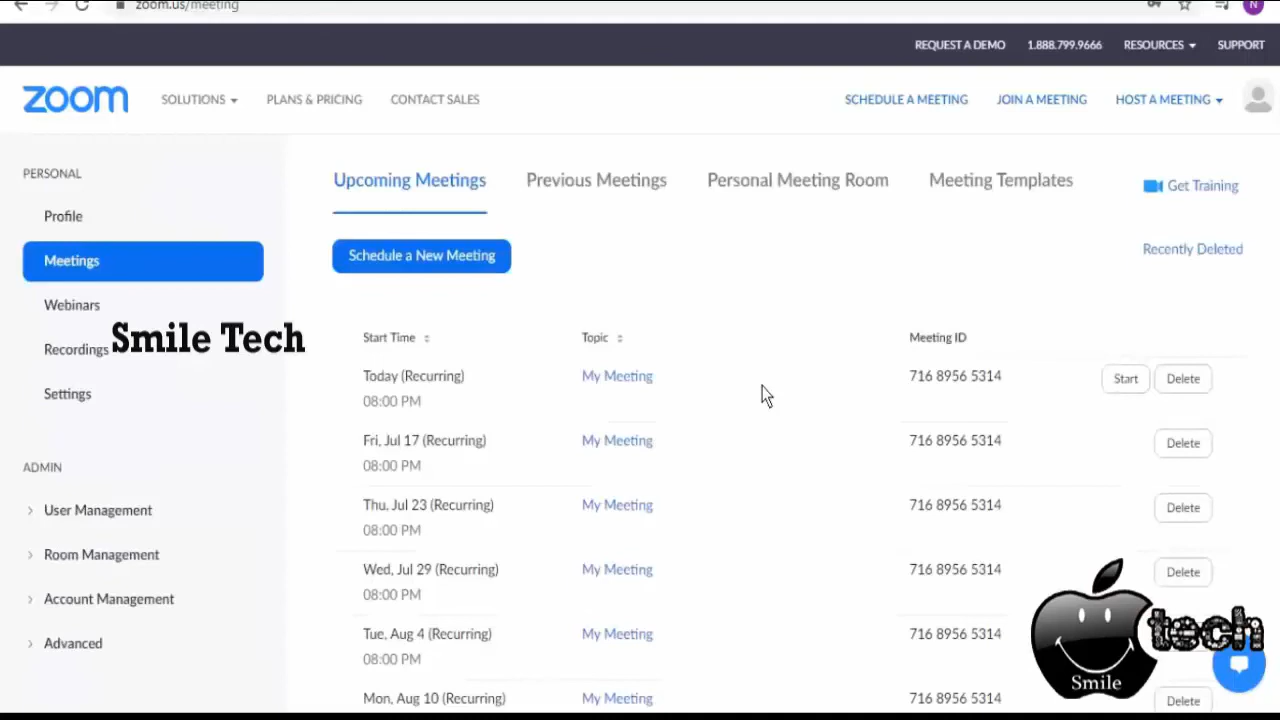 zoom.us/meeting
N
REQUEST A DEMO 1.888.799.9666 RESOURCES SUPPORT
zoom SOLUTIONS PLANS & PRICING CONTACT SALES SCHEDULE A MEETING JOIN A MEETING HOST A MEETING
PERSONAL
Profile
Meetings
Webinars
Recordings
Settings
ADMIN
User Management
Room Management
Account Management
Advanced
Smile Tech
Upcoming Meetings Previous Meetings Personal Meeting Room Meeting Templates
Get Training
Schedule a New Meeting
Recently Deleted
Start Time Topic Meeting ID
Today (Recurring) My Meeting 716 8956 5314 Start Delete
08:00 PM
Fri, Jul 17 (Recurring) My Meeting 716 8956 5314 Delete
08:00 PM
Thu, Jul 23 (Recurring) My Meeting 716 8956 5314 Delete
08:00 PM
Wed, Jul 29 (Recurring) My Meeting 716 8956 5314 Delete
08:00 PM
Tue, Aug 4 (Recurring) My Meeting 716 8956 5314
08:00 PM
Mon, Aug 10 (Recurring) My Meeting 716 8956 5314 Delete
tech
Smile